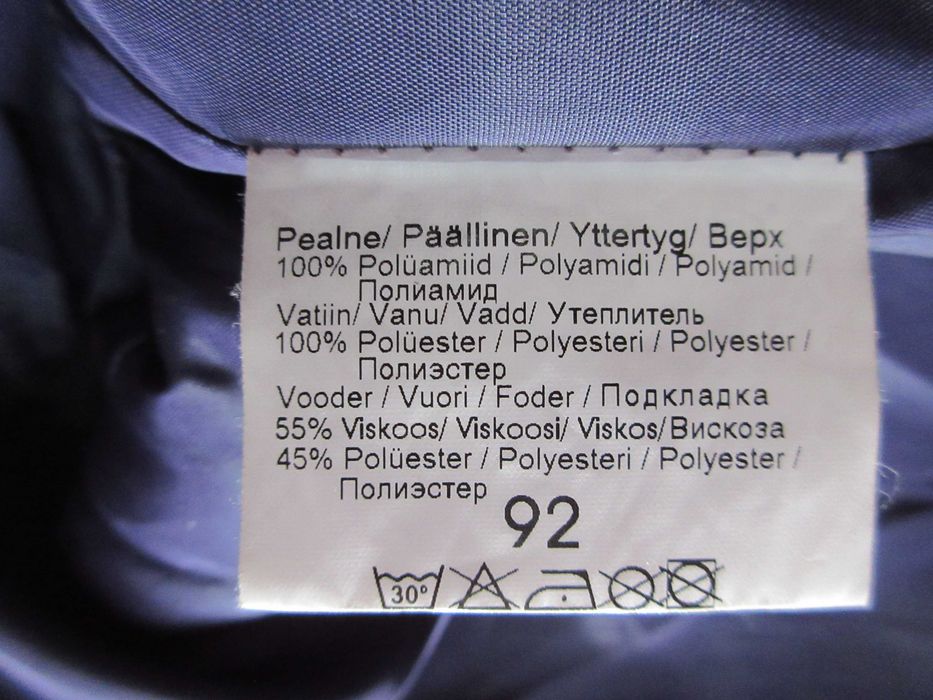 Pealne/ Päällinen/ Yttertyg/ Верх
100% Polüamiid / Polyamidi / Polyamid /
Полиамид
Vatiin/ Vanu/ Vadd/ Утеплитель
100% Polüester / Polyesteri / Polyester /
Полиэстер
Vooder / Vuori / Foder / Подкладка
55% Viskoos/ Viskoosi/ Viskos/Вискоза
45% Polüester / Polyesteri / Polyester /
Полиэстер
92
30°